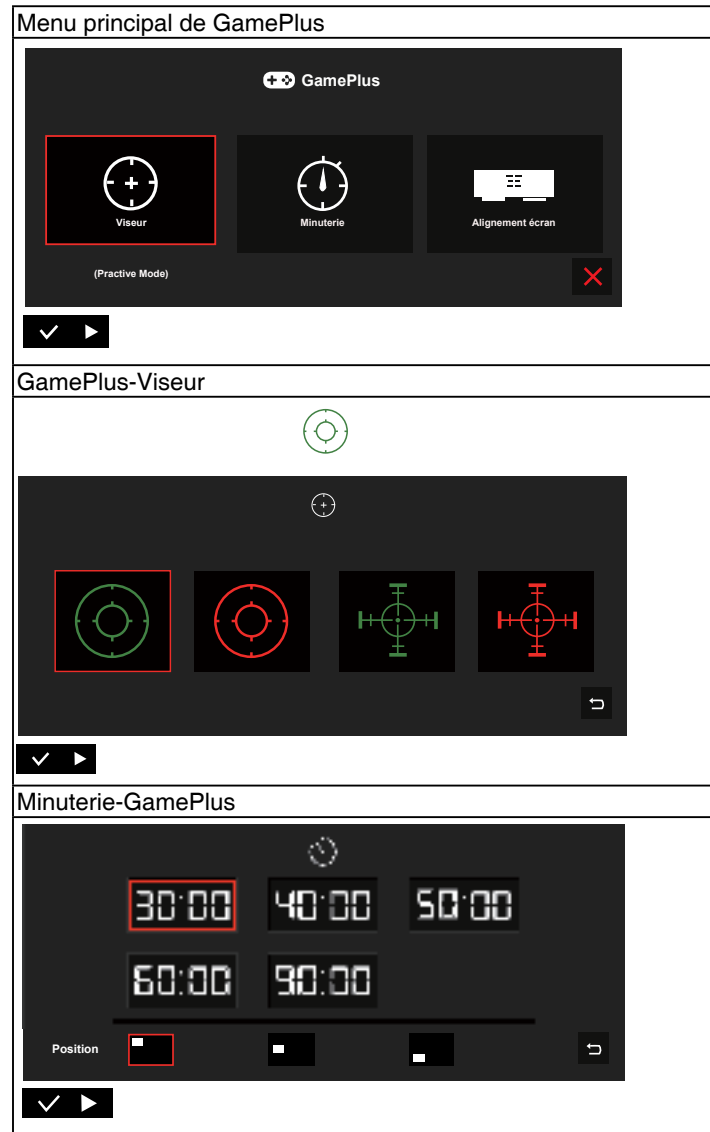 Menu principal de GamePlus
GamePlus
Viseur
Minuterie
Alignement écran
(Practive Mode)
GamePlus-Viseur
Minuterie-GamePlus
30:00 40:00 50:00
60:00 90:00
Position